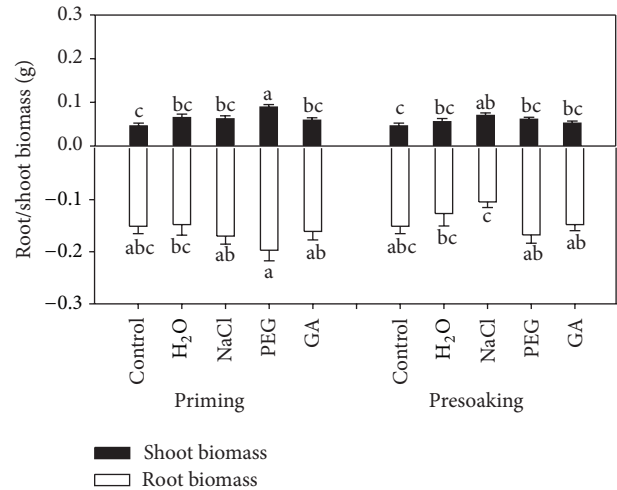 Root/shoot biomass (g)
0.3
0.2
0.1
0.0
−0.1
−0.2
−0.3
c bc bc a bc c bc ab bc bc
abc bc ab a ab abc bc c ab ab
Control H₂O NaCl PEG GA Control H₂O NaCl PEG GA
Priming Presoaking
Shoot biomass
Root biomass